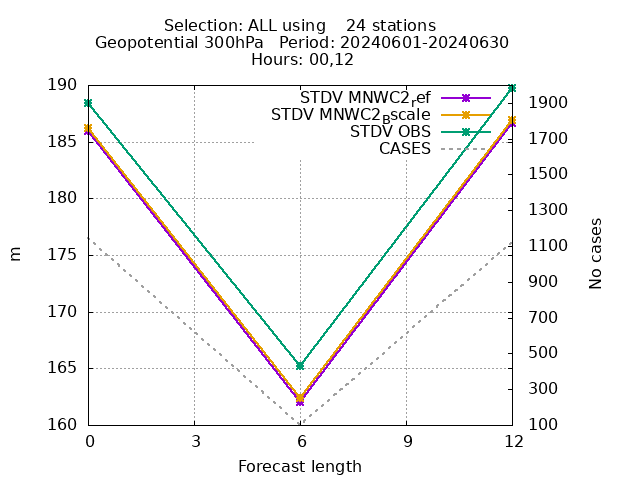 Selection: ALL using    24 stations
Geopotential 300hPa   Period: 20240601-20240630
Hours: 00,12
STDV MNWC2ref
STDV MNWC2Bscale
STDV OBS
CASES
190
185
180
175
170
165
160
m
1900
1700
1500
1300
1100
900
700
500
300
100
No cases
0 3 6 9 12
Forecast length